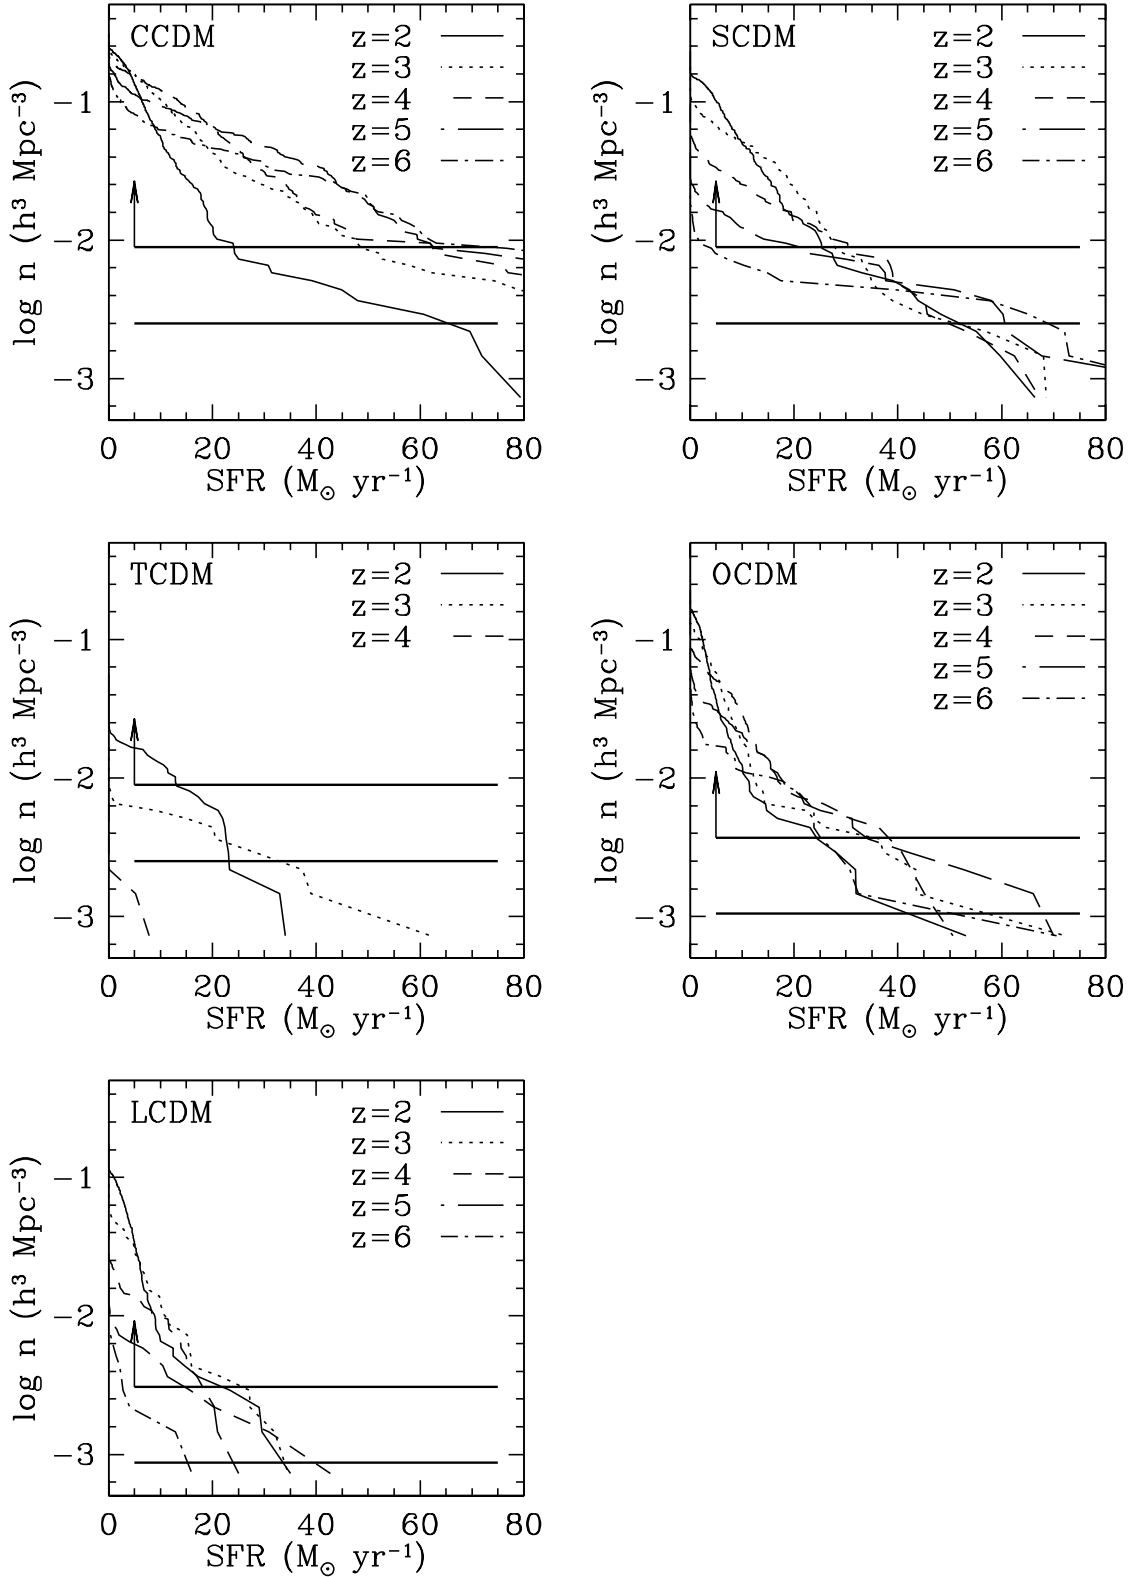 CCDM
z=2
z=3
z=4
z=5
z=6
−1
−2
−3
log n (h³ Mpc⁻³)
0 20 40 60 80
SFR (M⊙ yr⁻¹)
SCDM
z=2
z=3
z=4
z=5
z=6
−1
−2
−3
log n (h³ Mpc⁻³)
0 20 40 60 80
SFR (M⊙ yr⁻¹)
TCDM
z=2
z=3
z=4
−1
−2
−3
log n (h³ Mpc⁻³)
0 20 40 60 80
SFR (M⊙ yr⁻¹)
OCDM
z=2
z=3
z=4
z=5
z=6
−1
−2
−3
log n (h³ Mpc⁻³)
0 20 40 60 80
SFR (M⊙ yr⁻¹)
LCDM
z=2
z=3
z=4
z=5
z=6
−1
−2
−3
log n (h³ Mpc⁻³)
0 20 40 60 80
SFR (M⊙ yr⁻¹)